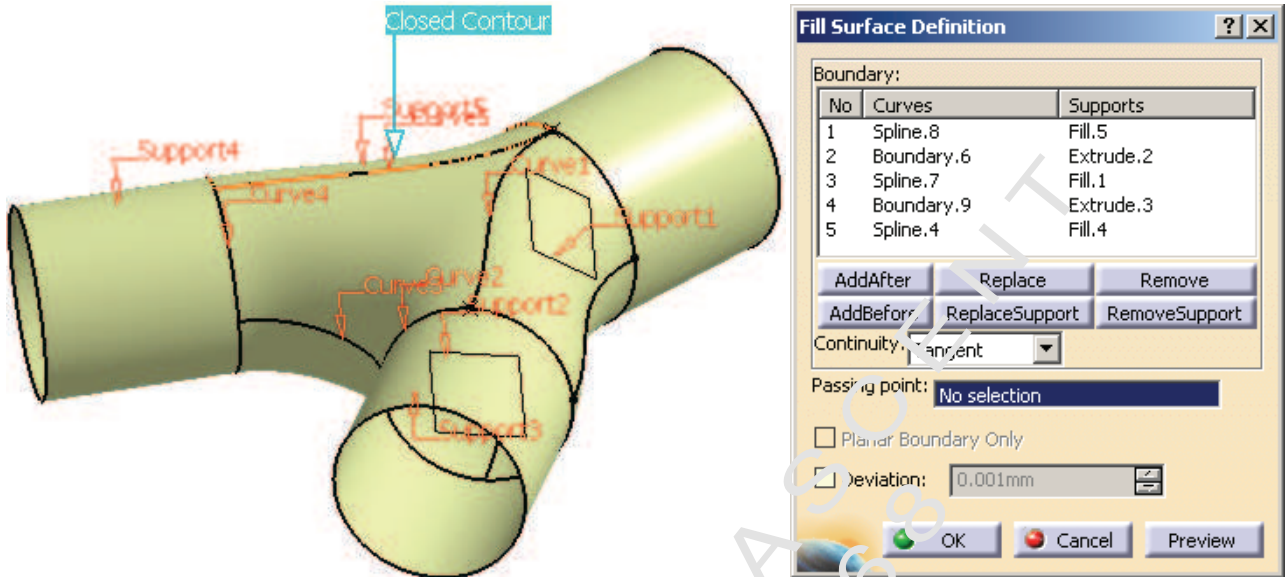 Closed Contour
Support5
Support4
Curve1
Curve4
Support1
Curve2
Curve3
Support2
Support3
Fill Surface Definition
Boundary:
No Curves Supports
1 Spline.8 Fill.5
2 Boundary.6 Extrude.2
3 Spline.7 Fill.1
4 Boundary.9 Extrude.3
5 Spline.4 Fill.4
AddAfter Replace Remove
AddBefore ReplaceSupport RemoveSupport
Continuity: Tangent
Passing point: No selection
Planar Boundary Only
Deviation: 0.001mm
OK Cancel Preview